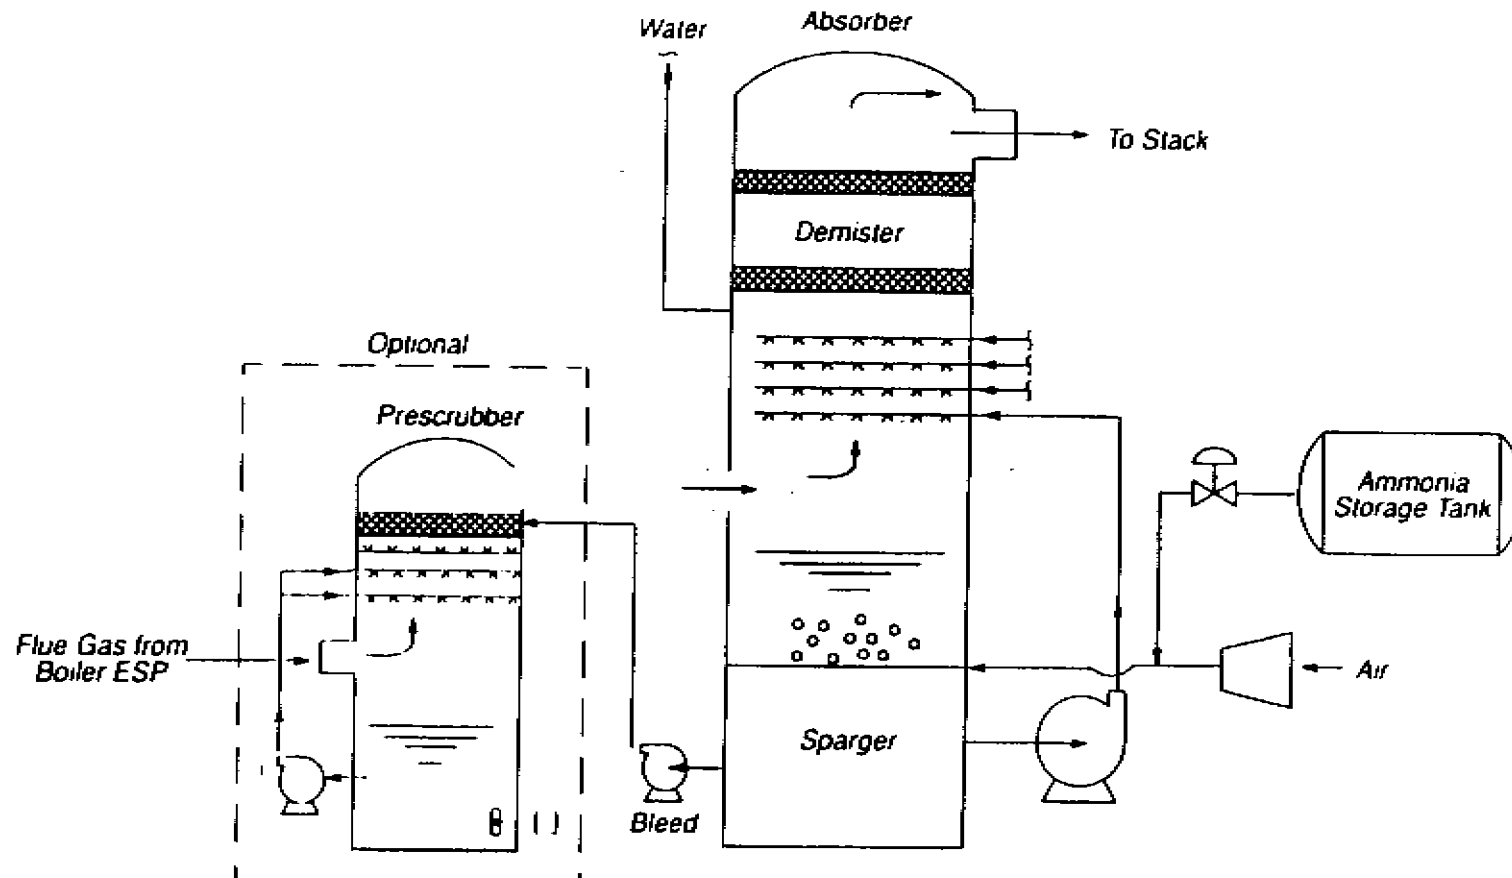 Water
Absorber
To Stack
Demister
Optional
Prescrubber
Ammonia
Storage Tank
Flue Gas from
Boiler ESP
Air
Sparger
Bleed